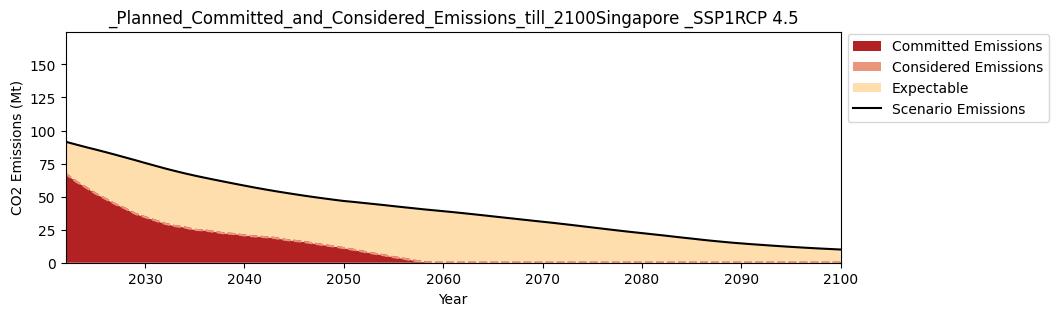 _Planned_Committed_and_Considered_Emissions_till_2100Singapore _SSP1RCP 4.5
Committed Emissions
Considered Emissions
Expectable
Scenario Emissions
CO2 Emissions (Mt)
150
125
100
75
50
25
0
2030 2040 2050 2060 2070 2080 2090 2100
Year